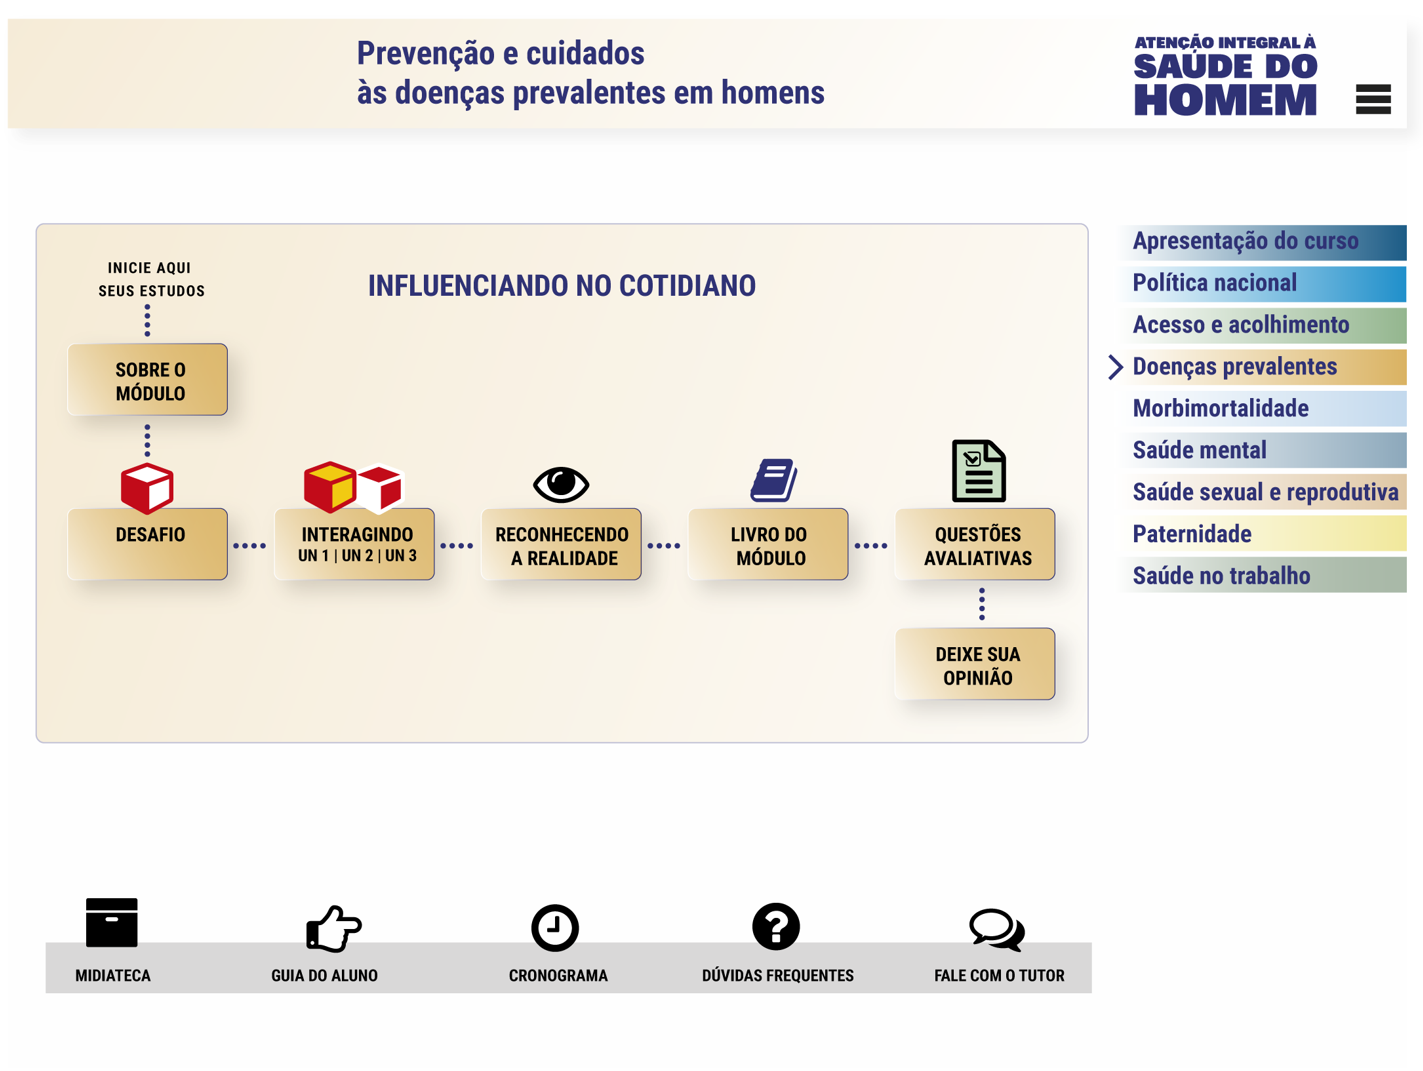 Prevenção e cuidados
às doenças prevalentes em homens
ATENÇÃO INTEGRAL À
SAÚDE DO
HOMEM
INICIE AQUI
SEUS ESTUDOS
INFLUENCIANDO NO COTIDIANO
SOBRE O
MÓDULO
DESAFIO
INTERAGINDO
UN 1 | UN 2 | UN 3
RECONHECENDO
A REALIDADE
LIVRO DO
MÓDULO
QUESTÕES
AVALIATIVAS
DEIXE SUA
OPINIÃO
Apresentação do curso
Política nacional
Acesso e acolhimento
Doenças prevalentes
Morbimortalidade
Saúde mental
Saúde sexual e reprodutiva
Paternidade
Saúde no trabalho
MIDIATECA
GUIA DO ALUNO
CRONOGRAMA
DÚVIDAS FREQUENTES
FALE COM O TUTOR